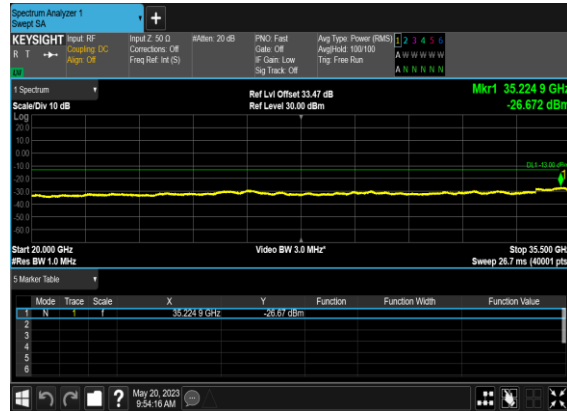 Spectrum Analyzer 1
Swept SA
+
KEYSIGHT
R T
Input: RF
Coupling: DC
Align: Off
Input Z: 50 Ω
Corrections: Off
Freq Ref: Int (S)
#Atten: 20 dB
PNO: Fast
Gate: Off
IF Gain: Low
Sig Track: Off
Avg Type: Power (RMS)
Avg|Hold: 100/100
Trig: Free Run
1 2 3 4 5 6
A W W W W W
A N N N N N
1 Spectrum
Scale/Div 10 dB
Ref Lvl Offset 33.47 dB
Ref Level 30.00 dBm
Mkr1 35.224 9 GHz
-26.672 dBm
Log
20.0
10.0
0.00
-10.0
-20.0
-30.0
-40.0
-50.0
-60.0
DL1 -13.00 dBm
1
Start 20.000 GHz
#Res BW 1.0 MHz
Video BW 3.0 MHz*
Stop 35.500 GHz
Sweep 26.7 ms (40001 pts
5 Marker Table
Mode Trace Scale X Y Function Function Width Function Value
1 N 1 f 35.224 9 GHz -26.67 dBm
2
3
4
5
6
?
May 20, 2023
9:54:16 AM